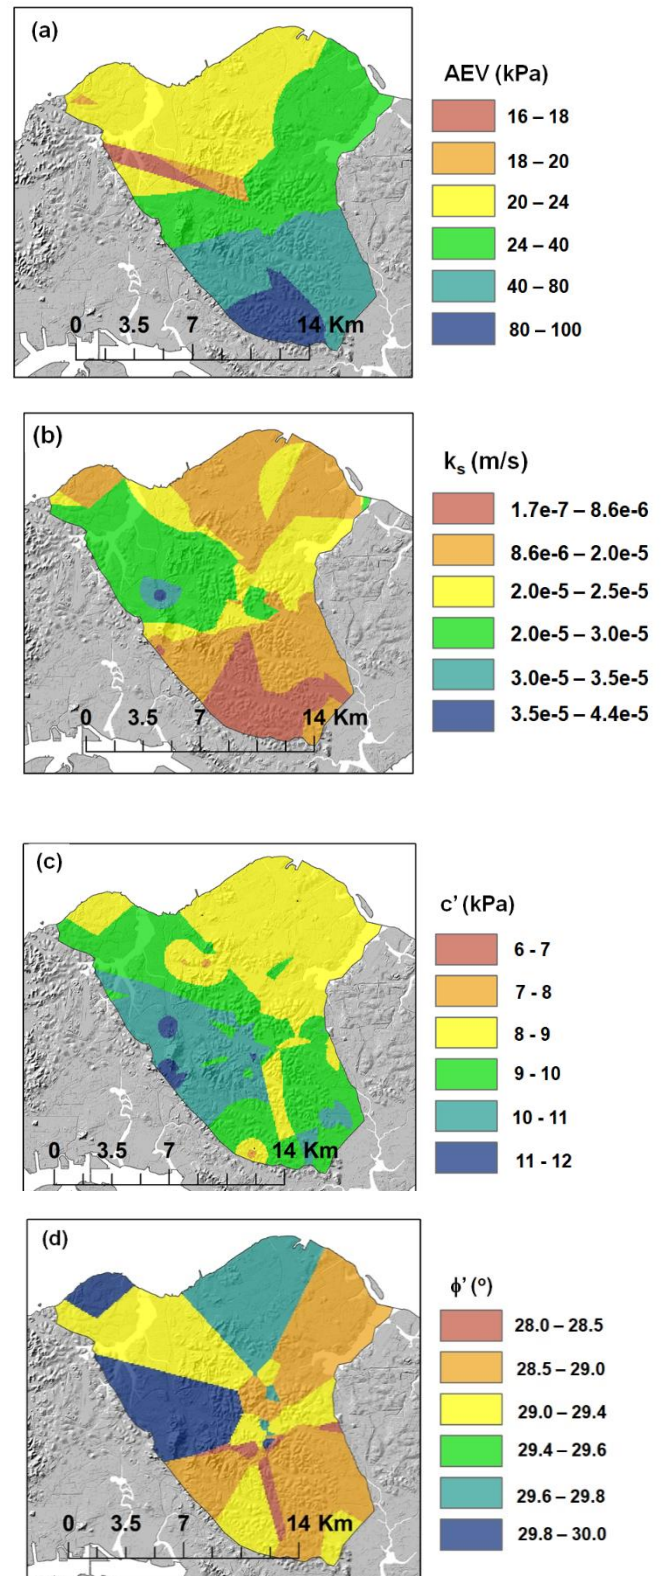 (a)
AEV (kPa)
16 – 18
18 – 20
20 – 24
24 – 40
40 – 80
80 – 100
0 3.5 7 14 Km
(b)
kₛ (m/s)
1.7e-7 – 8.6e-6
8.6e-6 – 2.0e-5
2.0e-5 – 2.5e-5
2.0e-5 – 3.0e-5
3.0e-5 – 3.5e-5
3.5e-5 – 4.4e-5
0 3.5 7 14 Km
(c)
c’ (kPa)
6 - 7
7 - 8
8 - 9
9 - 10
10 - 11
11 - 12
0 3.5 7 14 Km
(d)
ϕ’ (º)
28.0 – 28.5
28.5 – 29.0
29.0 – 29.4
29.4 – 29.6
29.6 – 29.8
29.8 – 30.0
0 3.5 7 14 Km